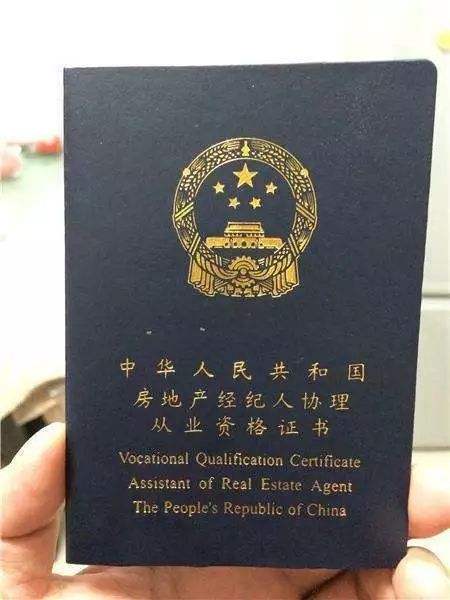 中华人民共和国
房地产经纪人协理
从业资格证书
Vocational Qualification Certificate
Assistant of Real Estate Agent
The People's Republic of China